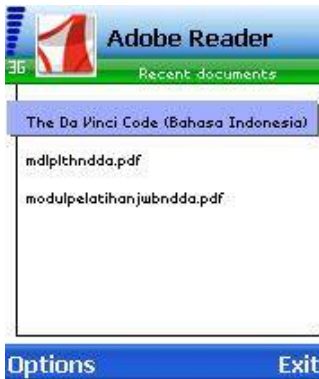 Adobe Reader
3G
Recent documents
The Da Vinci Code (Bahasa Indonesia)
mdlplthndda.pdf
modulpelatihanjwbndda.pdf
Options Exit